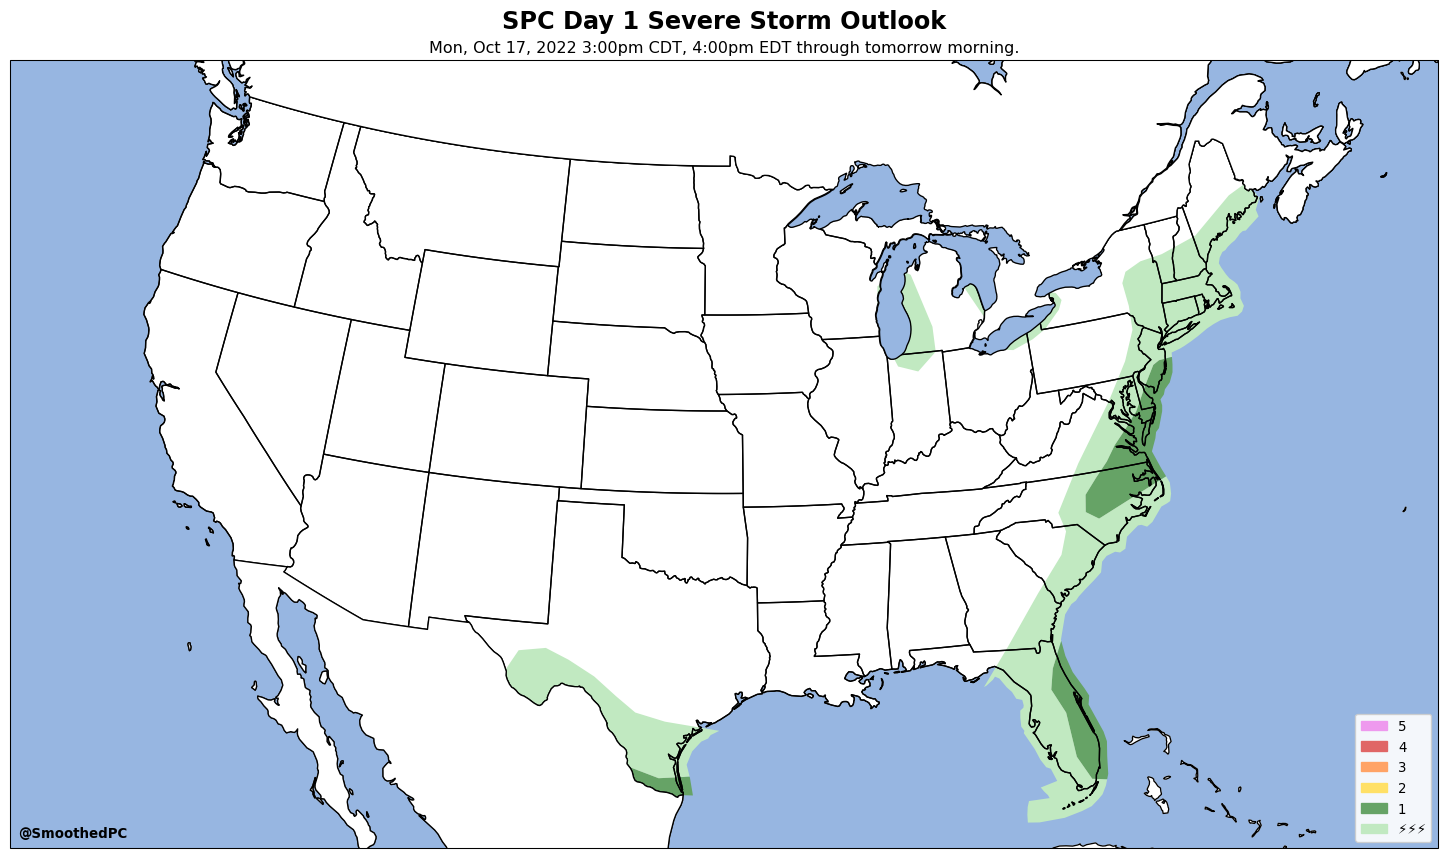 SPC Day 1 Severe Storm Outlook
Mon, Oct 17, 2022 3:00pm CDT, 4:00pm EDT through tomorrow morning.
5
4
3
2
1
⚡⚡⚡
@SmoothedPC